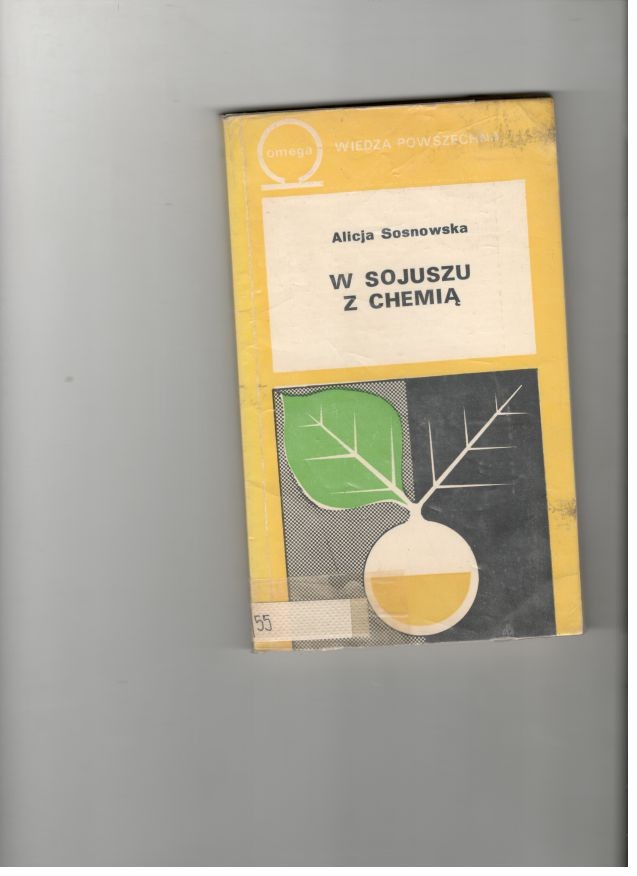 omega
WIEDZA POWSZECHNA
Alicja Sosnowska
W SOJUSZU
Z CHEMIĄ
55